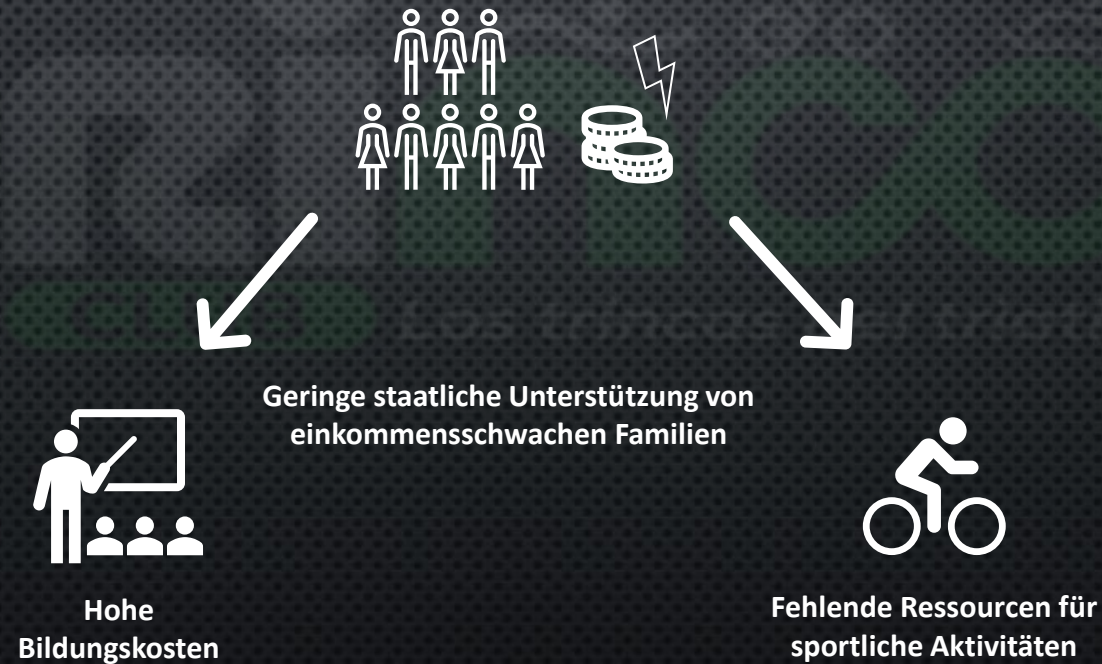 Geringe staatliche Unterstützung von
einkommensschwachen Familien
Hohe
Bildungskosten
Fehlende Ressourcen für
sportliche Aktivitäten